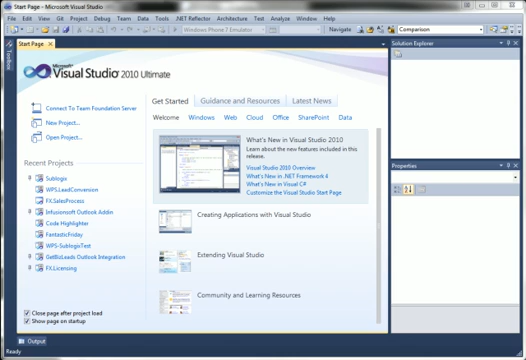 Start Page - Microsoft Visual Studio
File Edit View Git Project Debug Team Data Tools .NET Reflector Architecture Test Analyze Window Help
Windows Phone 7 Emulator
Navigate
Comparison
Toolbox
Start Page
Solution Explorer
Microsoft
Visual Studio 2010 Ultimate
Connect To Team Foundation Server
New Project...
Open Project...
Recent Projects
Sublogix
WPS.LeadConversion
FX.SalesProcess
Infusionsoft Outlook Addin
Code Highlighter
FantasticFriday
WPS-SublogixTest
GetBizLeads Outlook Integration
FX.Licensing
Close page after project load
Show page on startup
Get Started Guidance and Resources Latest News
Welcome Windows Web Cloud Office SharePoint Data
What's New in Visual Studio 2010
Learn about the new features included in this
release.
Visual Studio 2010 Overview
What's New in .NET Framework 4
What's New in Visual C#
Customize the Visual Studio Start Page
Creating Applications with Visual Studio
Extending Visual Studio
Community and Learning Resources
Properties
Output
Ready